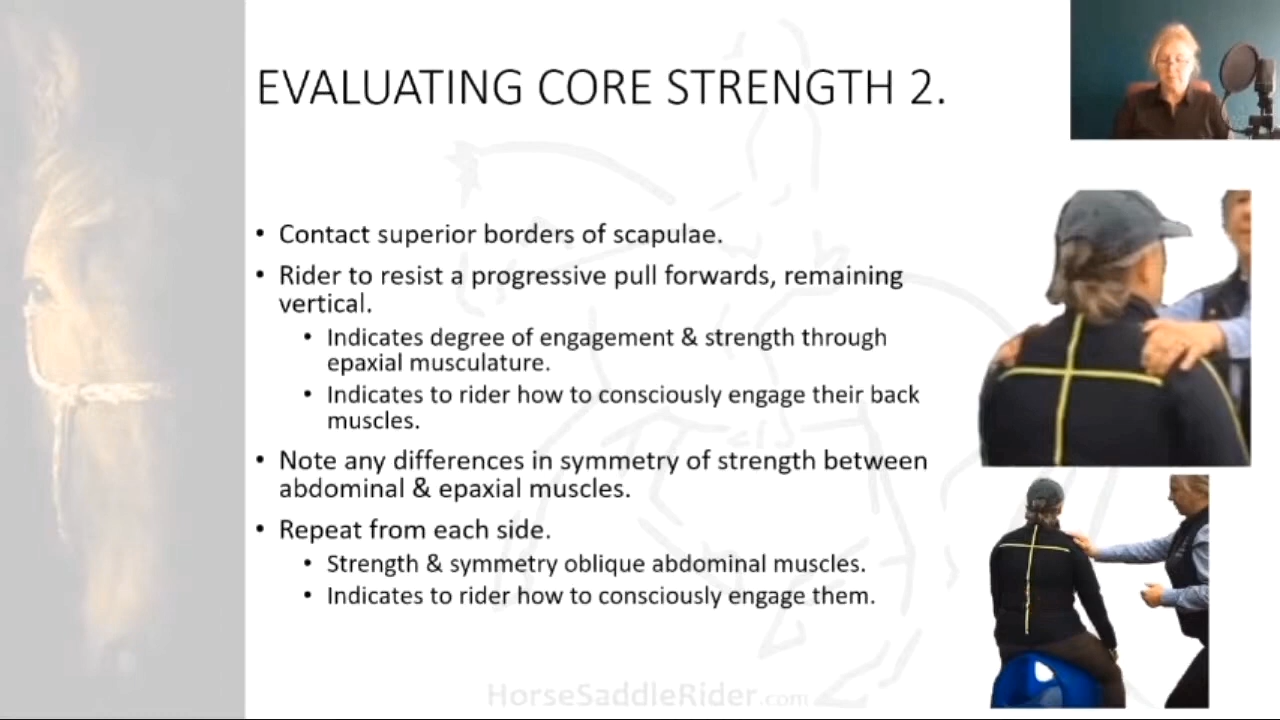 EVALUATING CORE STRENGTH 2.
• Contact superior borders of scapulae.
• Rider to resist a progressive pull forwards, remaining
vertical.
• Indicates degree of engagement & strength through
epaxial musculature.
• Indicates to rider how to consciously engage their back
muscles.
• Note any differences in symmetry of strength between
abdominal & epaxial muscles.
• Repeat from each side.
• Strength & symmetry oblique abdominal muscles.
• Indicates to rider how to consciously engage them.
HorseSaddleRider.com